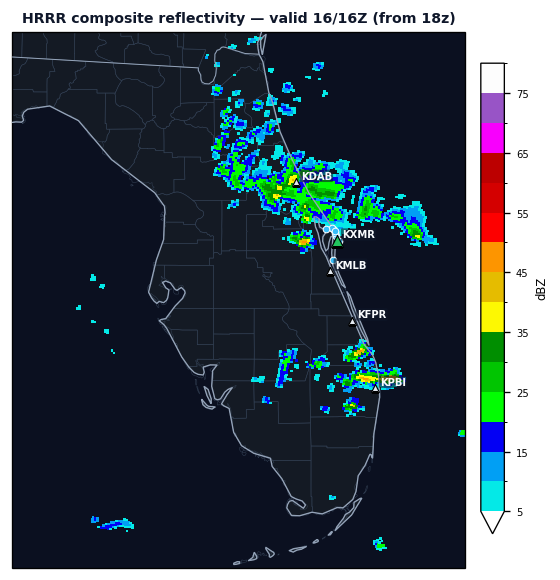 HRRR composite reflectivity — valid 16/16Z (from 18z)
KDAB
KXMR
KMLB
KFPR
KPBI
75
65
55
45
35
25
15
5
dBZ